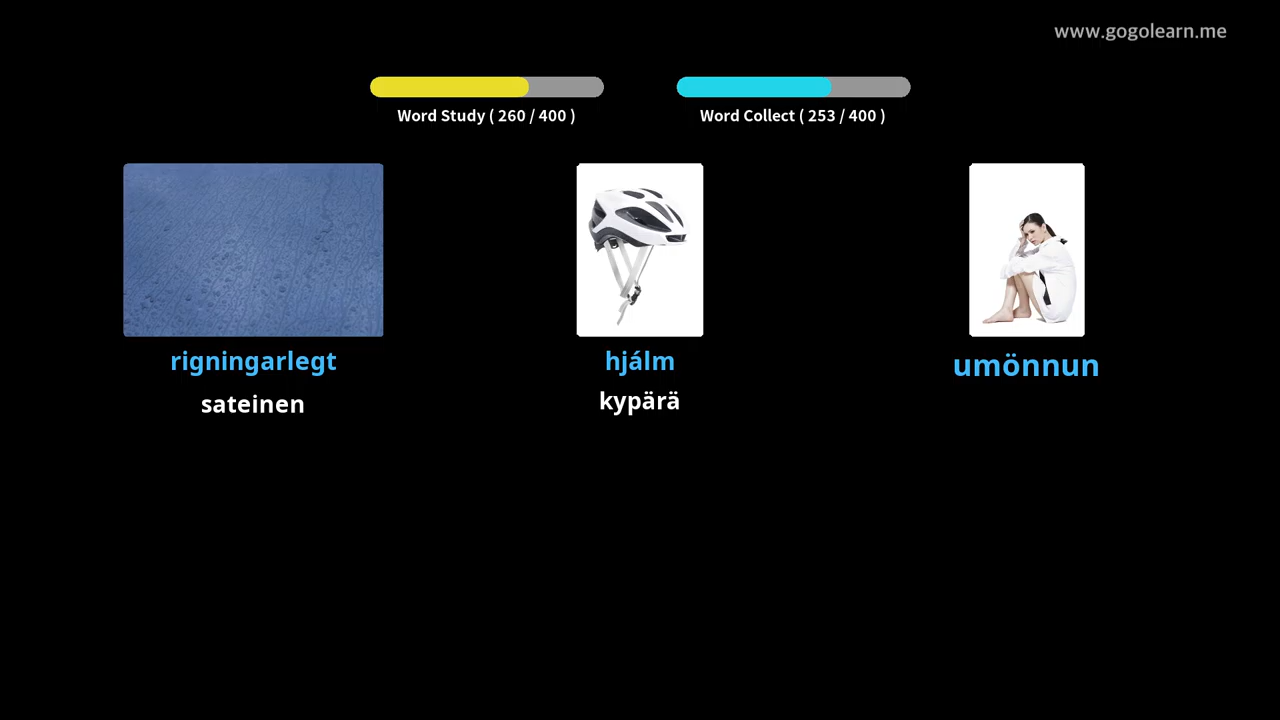 www.gogolearn.me
Word Study ( 260 / 400 )
Word Collect ( 253 / 400 )
rigningarlegt
hjálm
umönnun
sateinen
kypärä